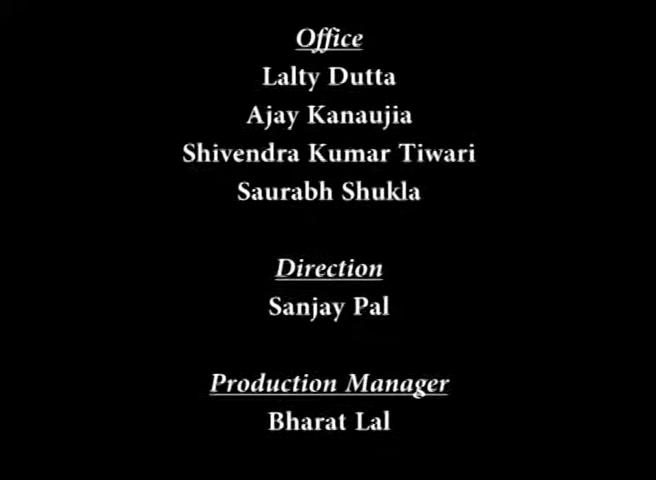 Office
Lalty Dutta
Ajay Kanaujia
Shivendra Kumar Tiwari
Saurabh Shukla
Direction
Sanjay Pal
Production Manager
Bharat Lal